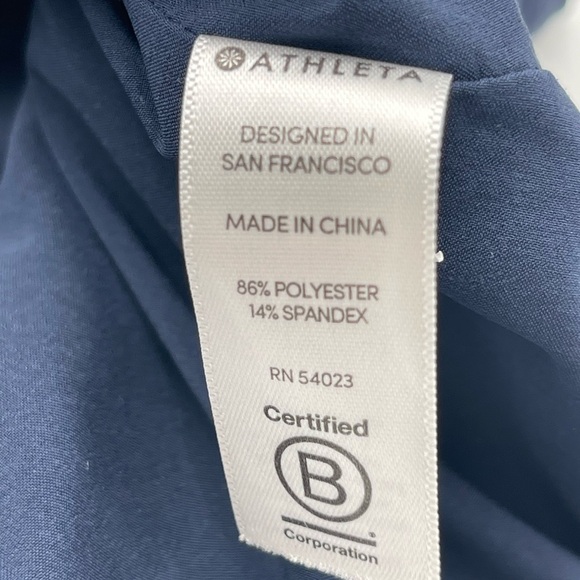 ATHLETA
DESIGNED IN
SAN FRANCISCO
MADE IN CHINA
86% POLYESTER
14% SPANDEX
RN 54023
Certified
B
®
Corporation